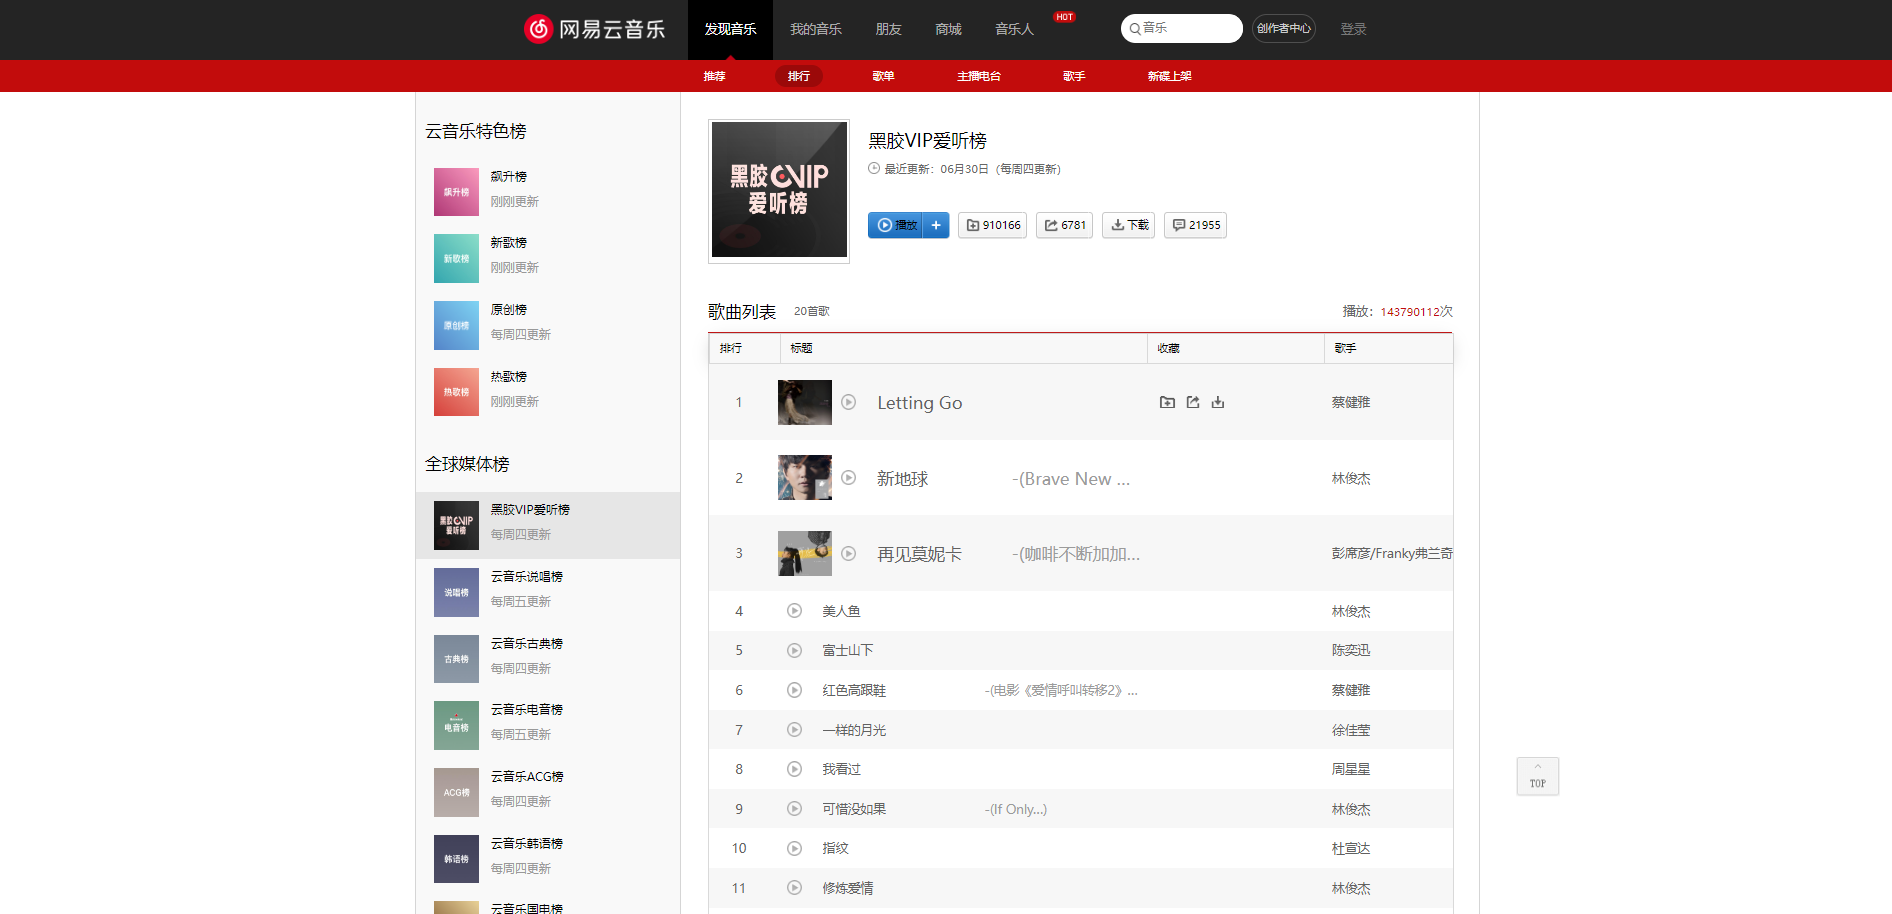 网易云音乐 发现音乐 我的音乐 朋友 商城 音乐人 HOT 音乐 创作者中心 登录
推荐 排行 歌单 主播电台 歌手 新碟上架
云音乐特色榜
飙升榜
飙升榜
刚刚更新
新歌榜
新歌榜
刚刚更新
原创榜
原创榜
每周四更新
热歌榜
热歌榜
刚刚更新
全球媒体榜
黑胶VIP爱听榜
黑胶VIP爱听榜
每周四更新
说唱榜
云音乐说唱榜
每周五更新
古典榜
云音乐古典榜
每周四更新
电音榜
云音乐电音榜
每周五更新
ACG榜
云音乐ACG榜
每周四更新
韩语榜
云音乐韩语榜
每周四更新
云音乐国电榜
黑胶VIP
爱听榜
黑胶VIP爱听榜
最近更新：06月30日（每周四更新）
播放 + 910166 6781 下载 21955
歌曲列表 20首歌 播放：143790112次
排行 标题 收藏 歌手
1 Letting Go 蔡健雅
2 新地球 -(Brave New ... 林俊杰
3 再见莫妮卡 -(咖啡不断加加... 彭席彦/Franky弗兰奇
4 美人鱼 林俊杰
5 富士山下 陈奕迅
6 红色高跟鞋 -(电影《爱情呼叫转移2》... 蔡健雅
7 一样的月光 徐佳莹
8 我看过 周星星
9 可惜没如果 -(If Only...) 林俊杰
10 指纹 杜宣达
11 修炼爱情 林俊杰
TOP